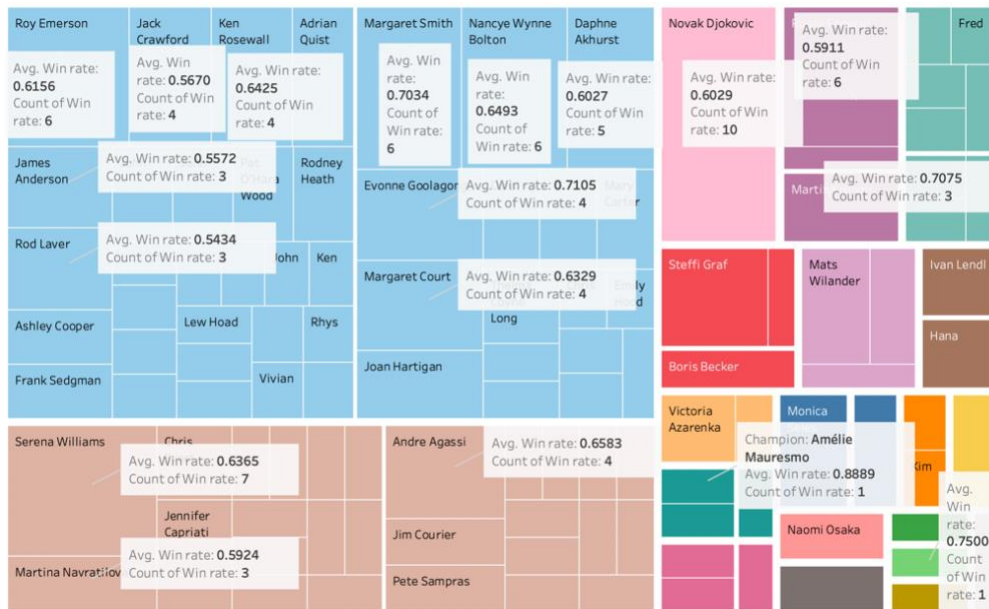 Roy Emerson
Avg. Win rate:
0.6156
Count of Win
rate: 6
Jack
Crawford
Avg. Win
rate: 0.5670
Count of Win
rate: 4
Ken
Rosewall
Avg. Win rate:
0.6425
Count of Win
rate: 4
Adrian
Quist
James
Anderson
Avg. Win rate: 0.5572
Count of Win rate: 3
Wood
Rodney
Heath
Rod Laver
Avg. Win rate: 0.5434
Count of Win rate: 3
John
Ken
Ashley Cooper
Lew Hoad
Rhys
Frank Sedgman
Vivian
Margaret Smith
Avg. Win
rate:
0.7034
Count of
Win rate:
6
Nancye Wynne
Bolton
Avg. Win
rate:
0.6493
Count of
Win rate: 6
Daphne
Akhurst
Avg. Win rate:
0.6027
Count of Win
rate: 5
Evonne Goolagon
Avg. Win rate: 0.7105
Count of Win rate: 4
Mary
Carter
Margaret Court
Avg. Win rate: 0.6329
Count of Win rate: 4
Emily
Hood
Long
Joan Hartigan
Novak Djokovic
Avg. Win rate:
0.6029
Count of Win
rate: 10
Avg. Win rate:
0.5911
Count of Win
rate: 6
Fred
Marti
Avg. Win rate: 0.7075
Count of Win rate: 3
Steffi Graf
Boris Becker
Mats
Wilander
Ivan Lendl
Hana
Serena Williams
Chris
Avg. Win rate: 0.6365
Count of Win rate: 7
Jennifer
Capriati
Martina Navratilov
Avg. Win rate: 0.5924
Count of Win rate: 3
Andre Agassi
Avg. Win rate: 0.6583
Count of Win rate: 4
Jim Courier
Pete Sampras
Victoria
Azarenka
Monica
Champion: Amélie
Mauresmo
Avg. Win rate: 0.8889
Count of Win rate: 1
Kim
Naomi Osaka
Avg.
Win
rate:
0.7500
Count
of Win
rate: 1